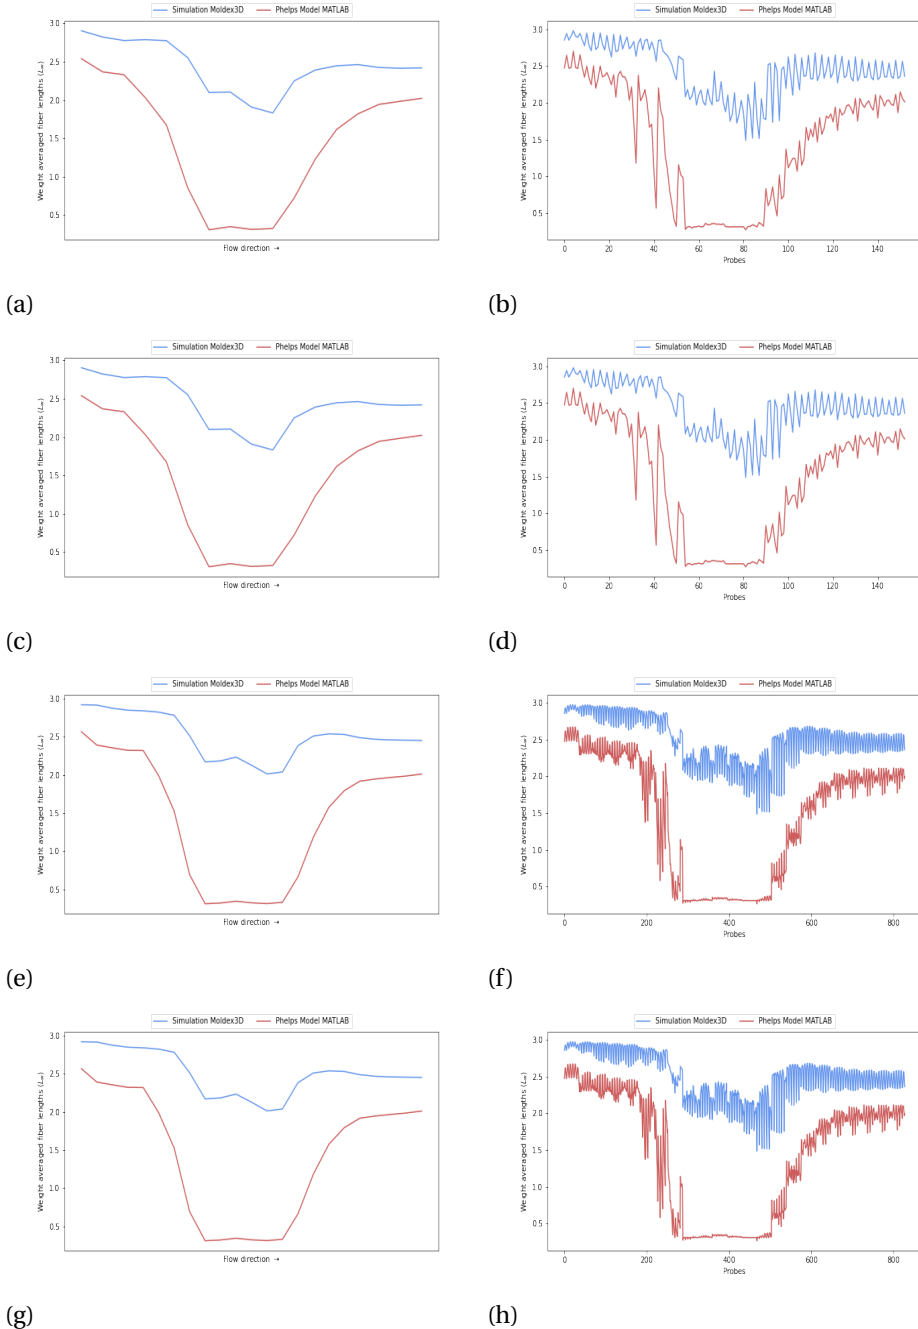 Simulation Moldex3D Phelps Model MATLAB
3.0
2.5
2.0
1.5
1.0
0.5
Weight averaged fiber lengths (Lw)
Flow direction →
(a)
Simulation Moldex3D Phelps Model MATLAB
3.0
2.5
2.0
1.5
1.0
0.5
Weight averaged fiber lengths (Lw)
0 20 40 60 80 100 120 140
Probes
(b)
Simulation Moldex3D Phelps Model MATLAB
3.0
2.5
2.0
1.5
1.0
0.5
Weight averaged fiber lengths (Lw)
Flow direction →
(c)
Simulation Moldex3D Phelps Model MATLAB
3.0
2.5
2.0
1.5
1.0
0.5
Weight averaged fiber lengths (Lw)
0 20 40 60 80 100 120 140
Probes
(d)
Simulation Moldex3D Phelps Model MATLAB
3.0
2.5
2.0
1.5
1.0
0.5
Weight averaged fiber lengths (Lw)
Flow direction →
(e)
Simulation Moldex3D Phelps Model MATLAB
3.0
2.5
2.0
1.5
1.0
0.5
Weight averaged fiber lengths (Lw)
0 200 400 600 800
Probes
(f)
Simulation Moldex3D Phelps Model MATLAB
3.0
2.5
2.0
1.5
1.0
0.5
Weight averaged fiber lengths (Lw)
Flow direction →
(g)
Simulation Moldex3D Phelps Model MATLAB
3.0
2.5
2.0
1.5
1.0
0.5
Weight averaged fiber lengths (Lw)
0 200 400 600 800
Probes
(h)